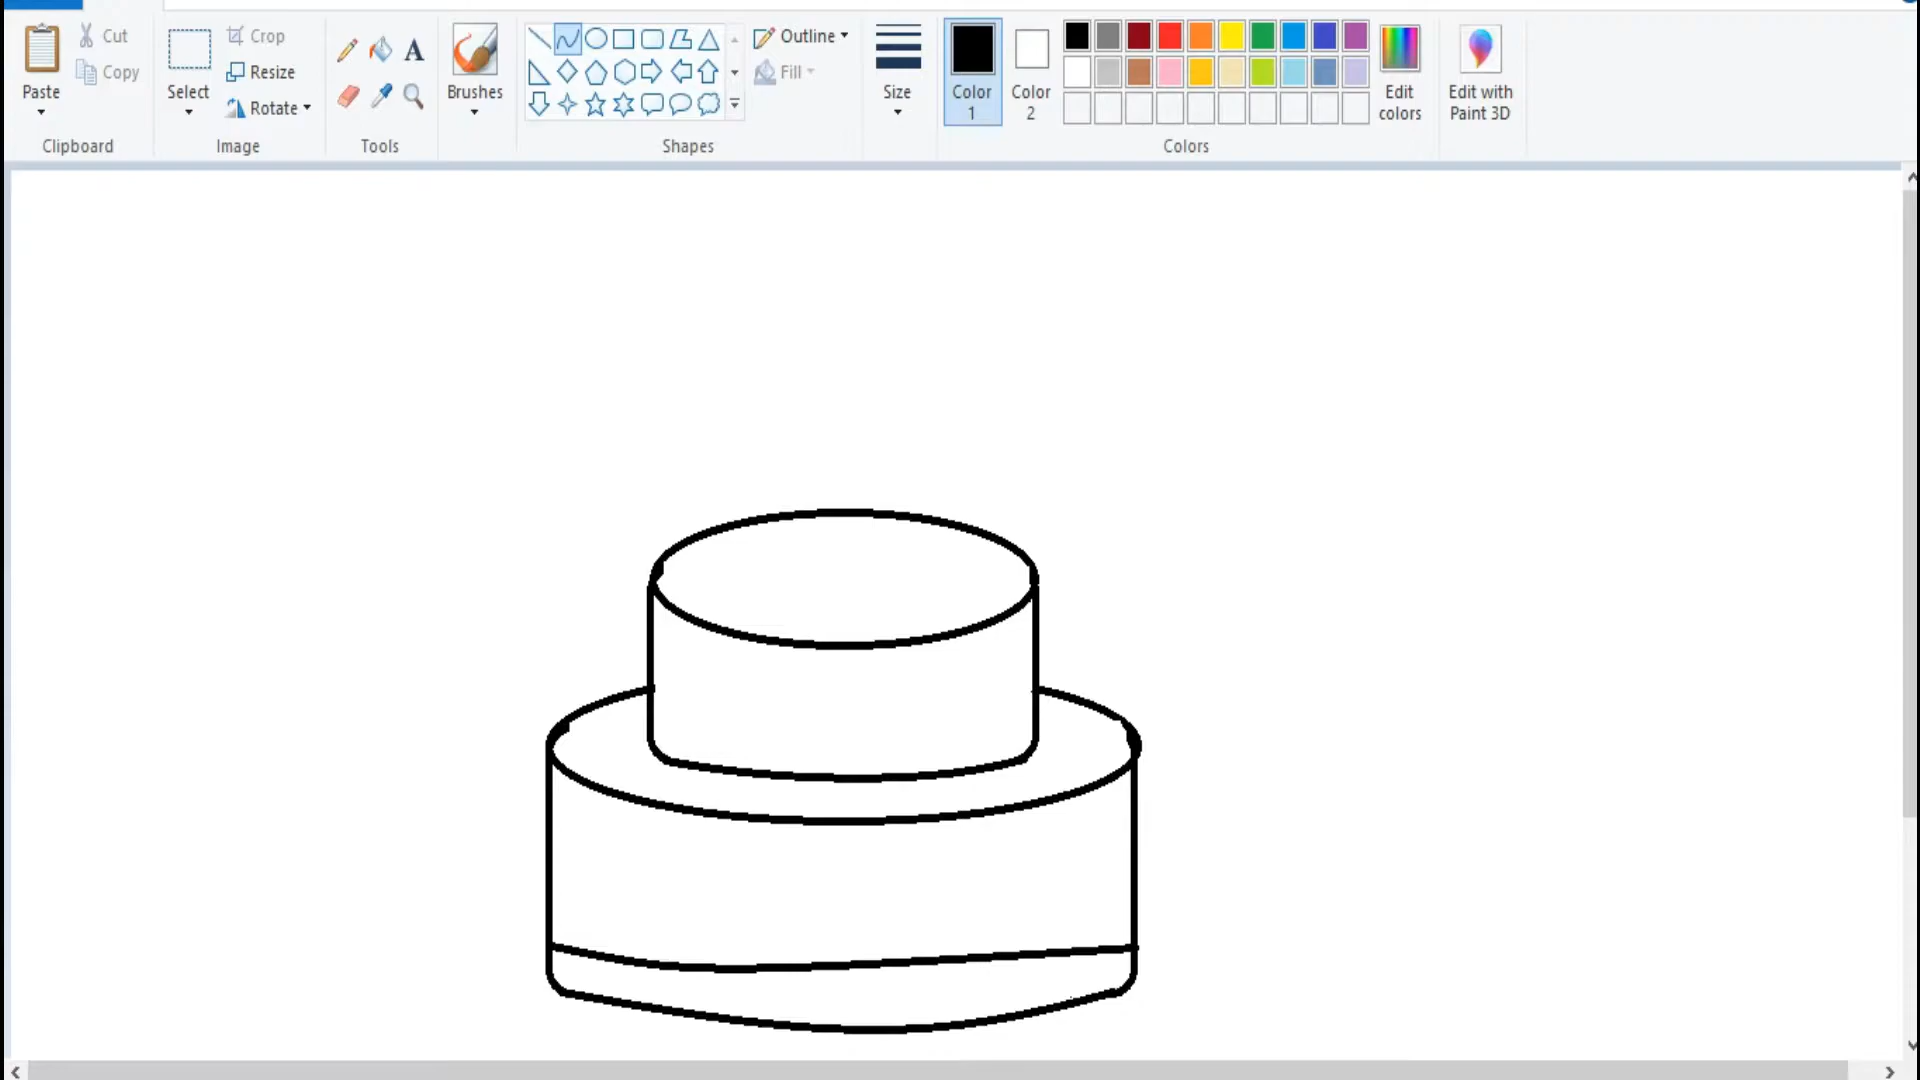 Paste
Cut
Copy
Clipboard
Select
Crop
Resize
Rotate
Image
A
Tools
Brushes
Shapes
Outline
Fill
Size
Color
1
Color
2
Colors
Edit
colors
Edit with
Paint 3D